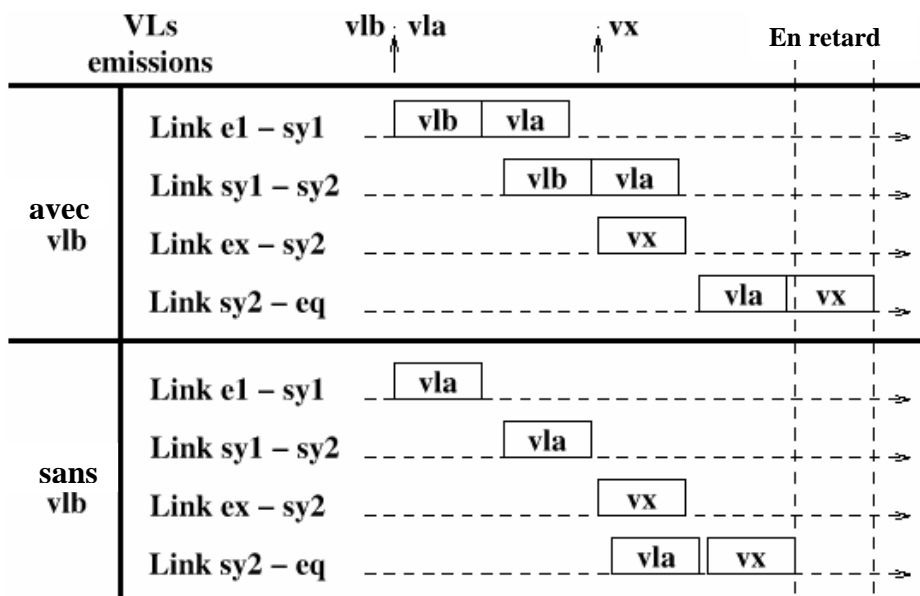 VLs
emissions
vlb vla vx
En retard
avec
vlb
Link e1 – sy1 vlb vla
Link sy1 – sy2 vlb vla
Link ex – sy2 vx
Link sy2 – eq vla vx
sans
vlb
Link e1 – sy1 vla
Link sy1 – sy2 vla
Link ex – sy2 vx
Link sy2 – eq vla vx